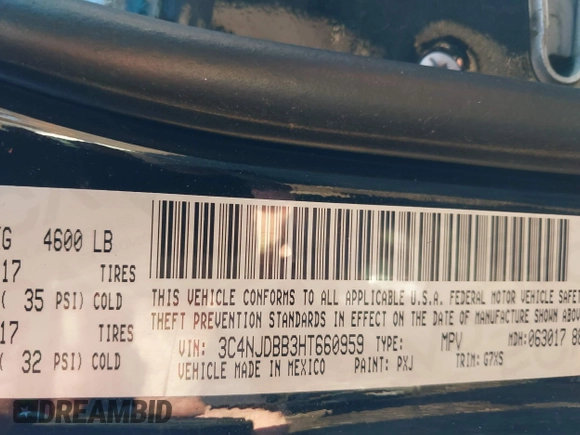 4600 LB
17 TIRES
( 35 PSI) COLD
17 TIRES
( 32 PSI) COLD
THIS VEHICLE CONFORMS TO ALL APPLICABLE U.S.A. FEDERAL MOTOR VEHICLE SAFET
THEFT PREVENTION STANDARDS IN EFFECT ON THE DATE OF MANUFACTURE SHOWN ABOVE
VIN: 3C4NJDBB3HT660959 TYPE: MPV MDH:063017
VEHICLE MADE IN MEXICO PAINT: PXJ TRIM: G7XS
DREAMBID